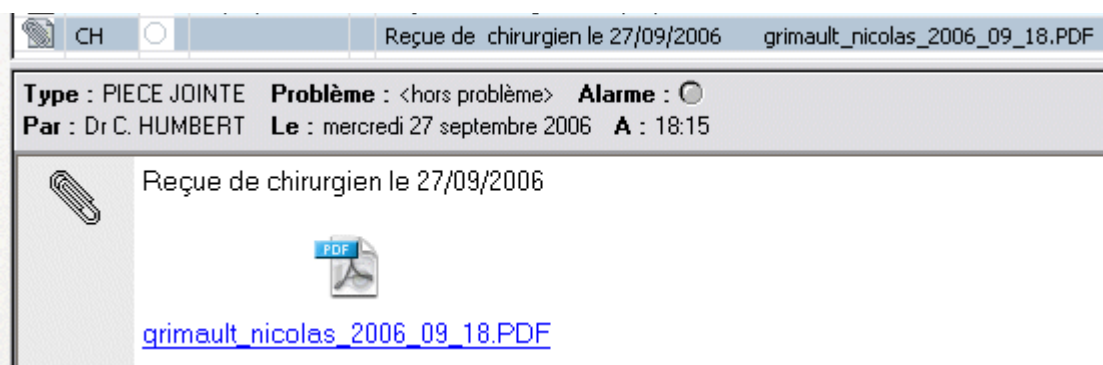 CH Reçue de chirurgien le 27/09/2006 grimault_nicolas_2006_09_18.PDF
Type : PIECE JOINTE Problème : <hors problème> Alarme :
Par : Dr C. HUMBERT Le : mercredi 27 septembre 2006 A : 18:15
Reçue de chirurgien le 27/09/2006
PDF
grimault_nicolas_2006_09_18.PDF